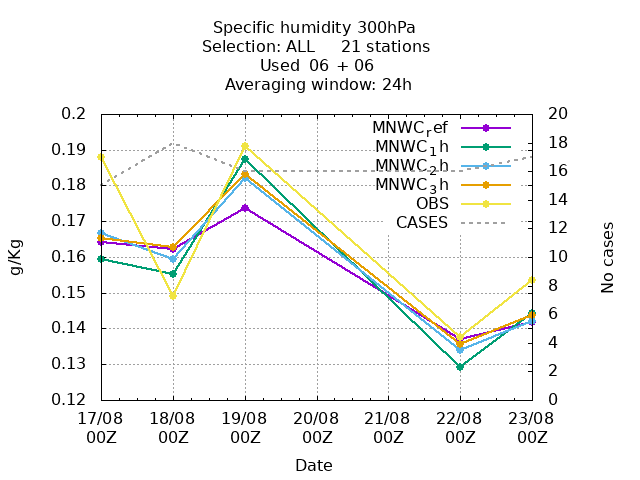 Specific humidity 300hPa
Selection: ALL 21 stations
Used 06 + 06
Averaging window: 24h
0.2 20
MNWC_ref
MNWC_1h
MNWC_2h
MNWC_3h
OBS
CASES
0.19 18
0.18 16
0.17 14
0.16 12
0.15 10
0.14 8
0.13 6
0.12 4
2
0
g/Kg
No cases
17/08 18/08 19/08 20/08 21/08 22/08 23/08
00Z 00Z 00Z 00Z 00Z 00Z 00Z
Date